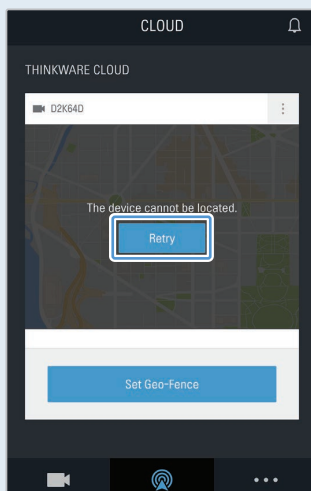 CLOUD
THINKWARE CLOUD
D2K64D
The device cannot be located.
Retry
Set Geo-Fence